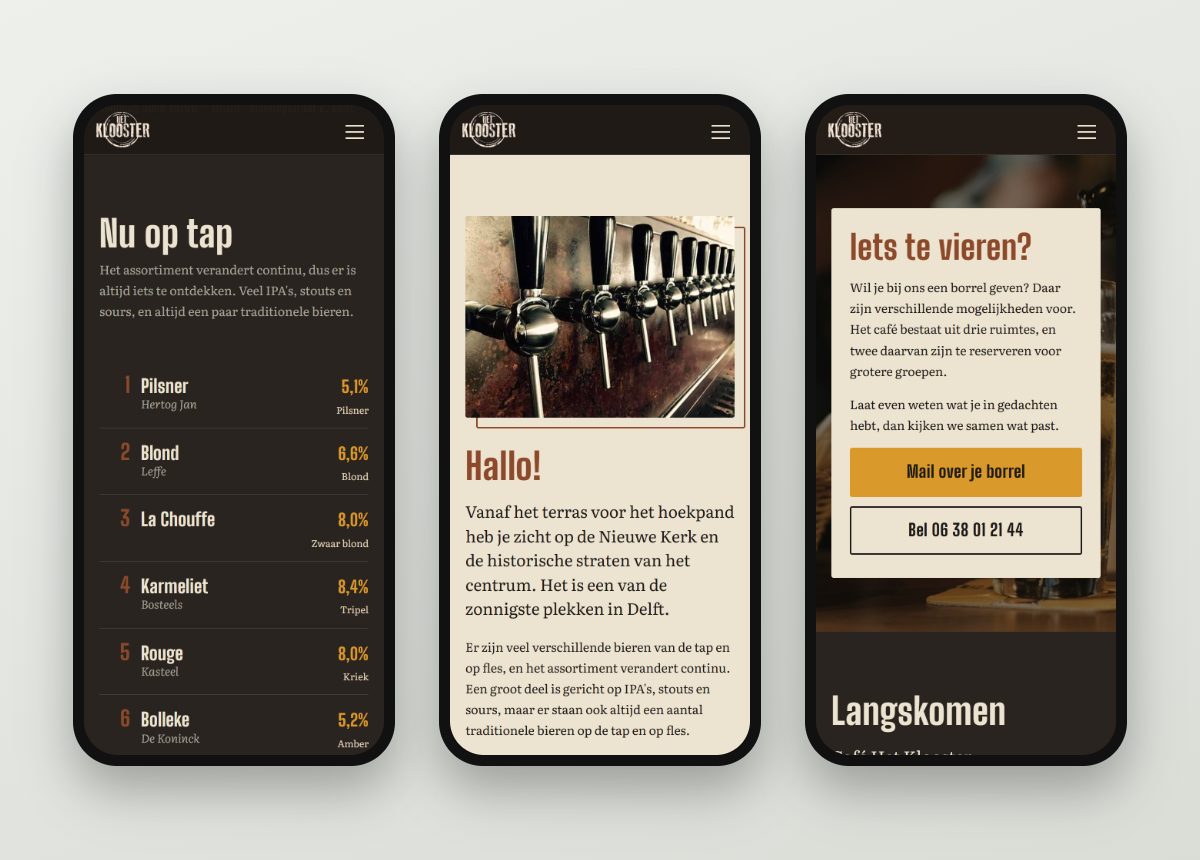 HET
KLOOSTER
Nu op tap
Het assortiment verandert continu, dus er is
altijd iets te ontdekken. Veel IPA's, stouts en
sours, en altijd een paar traditionele bieren.
1 Pilsner 5,1%
Hertog Jan Pilsner
2 Blond 6,6%
Leffe Blond
3 La Chouffe 8,0%
Zwaar blond
4 Karmeliet 8,4%
Bosteels Tripel
5 Rouge 8,0%
Kasteel Kriek
6 Bolleke 5,2%
De Koninck Amber
HET
KLOOSTER
Hallo!
Vanaf het terras voor het hoekpand
heb je zicht op de Nieuwe Kerk en
de historische straten van het
centrum. Het is een van de
zonnigste plekken in Delft.
Er zijn veel verschillende bieren van de tap en
op fles, en het assortiment verandert continu.
Een groot deel is gericht op IPA's, stouts en
sours, maar er staan ook altijd een aantal
traditionele bieren op de tap en op fles.
HET
KLOOSTER
Iets te vieren?
Wil je bij ons een borrel geven? Daar
zijn verschillende mogelijkheden voor.
Het café bestaat uit drie ruimtes, en
twee daarvan zijn te reserveren voor
grotere groepen.
Laat even weten wat je in gedachten
hebt, dan kijken we samen wat past.
Mail over je borrel
Bel 06 38 01 21 44
Langskomen
Café Het Klooster